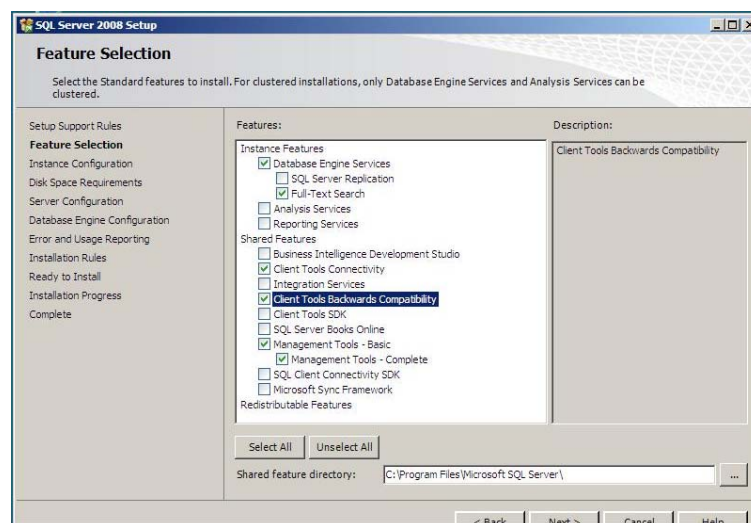 SQL Server 2008 Setup
Feature Selection
Select the Standard features to install. For clustered installations, only Database Engine Services and Analysis Services can be
clustered.
Setup Support Rules
Feature Selection
Instance Configuration
Disk Space Requirements
Server Configuration
Database Engine Configuration
Error and Usage Reporting
Installation Rules
Ready to Install
Installation Progress
Complete
Features:
Instance Features
Database Engine Services
SQL Server Replication
Full-Text Search
Analysis Services
Reporting Services
Shared Features
Business Intelligence Development Studio
Client Tools Connectivity
Integration Services
Client Tools Backwards Compatibility
Client Tools SDK
SQL Server Books Online
Management Tools - Basic
Management Tools - Complete
SQL Client Connectivity SDK
Microsoft Sync Framework
Redistributable Features
Description:
Client Tools Backwards Compatibility
Select All
Unselect All
Shared feature directory:
C:\Program Files\Microsoft SQL Server\
...
< Back
Next >
Cancel
Help